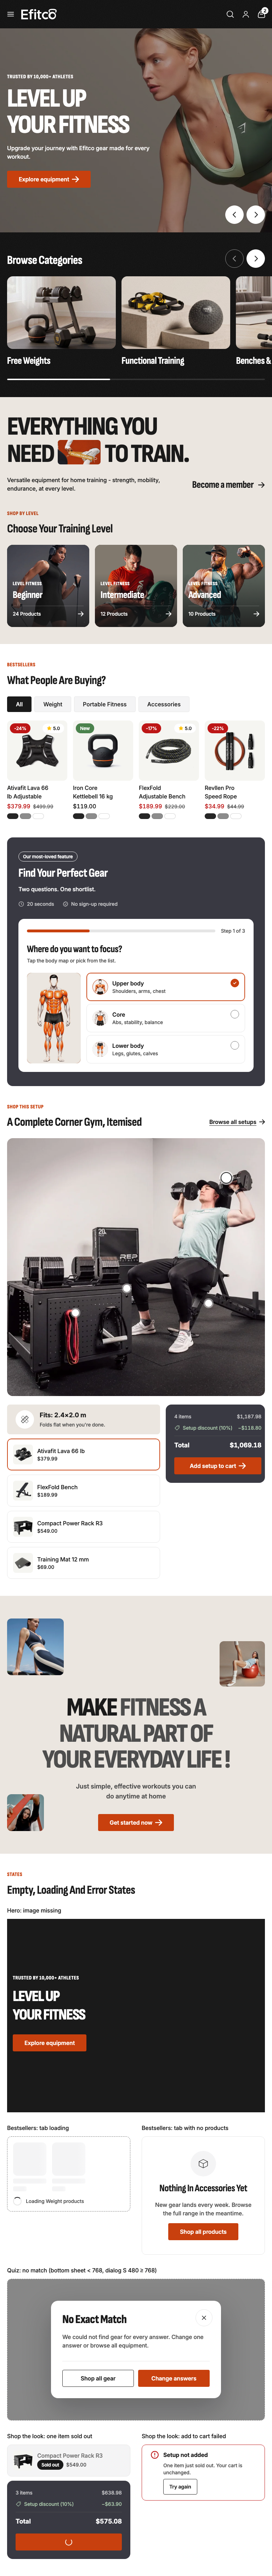 Efitco
2
TRUSTED BY 10,000+ ATHLETES
LEVEL UP
YOUR FITNESS
Upgrade your journey with Efitco gear made for every
workout.
Explore equipment
Browse Categories
Free Weights
Functional Training
Benches &
EVERYTHING YOU
NEED TO TRAIN.
Versatile equipment for home training - strength, mobility,
endurance, at every level.
Become a member
SHOP BY LEVEL
Choose Your Training Level
LEVEL FITNESS
Beginner
24 Products
LEVEL FITNESS
Intermediate
12 Products
LEVEL FITNESS
Advanced
10 Products
BESTSELLERS
What People Are Buying?
All
Weight
Portable Fitness
Accessories
-24%
5.0
Ativafit Lava 66
lb Adjustable
$379.99 $499.99
New
Iron Core
Kettlebell 16 kg
$119.00
-17%
5.0
FlexFold
Adjustable Bench
$189.99 $229.00
-22%
Revllen Pro
Speed Rope
$34.99 $44.99
Our most-loved feature
Find Your Perfect Gear
Two questions. One shortlist.
20 seconds
No sign-up required
Step 1 of 3
Where do you want to focus?
Tap the body map or pick from the list.
Upper body
Shoulders, arms, chest
Core
Abs, stability, balance
Lower body
Legs, glutes, calves
SHOP THIS SETUP
A Complete Corner Gym, Itemised
Browse all setups
REP
Fits: 2.4×2.0 m
Folds flat when you're done.
Ativafit Lava 66 lb
$379.99
FlexFold Bench
$189.99
Compact Power Rack R3
$549.00
Training Mat 12 mm
$69.00
4 items
$1,187.98
Setup discount (10%)
−$118.80
Total
$1,069.18
Add setup to cart
MAKE FITNESS A
NATURAL PART OF
YOUR EVERYDAY LIFE !
Just simple, effective workouts you can
do anytime at home
Get started now
STATES
Empty, Loading And Error States
Hero: image missing
TRUSTED BY 10,000+ ATHLETES
LEVEL UP
YOUR FITNESS
Explore equipment
Bestsellers: tab loading
Loading Weight products
Bestsellers: tab with no products
Nothing In Accessories Yet
New gear lands every week. Browse
the full range in the meantime.
Shop all products
Quiz: no match (bottom sheet < 768, dialog S 480 ≥ 768)
No Exact Match
We could not find gear for every answer. Change one
answer or browse all equipment.
Shop all gear
Change answers
Shop the look: one item sold out
Compact Power Rack R3
Sold out
$549.00
3 items
$638.98
Setup discount (10%)
−$63.90
Total
$575.08
Shop the look: add to cart failed
Setup not added
One item just sold out. Your cart is
unchanged.
Try again